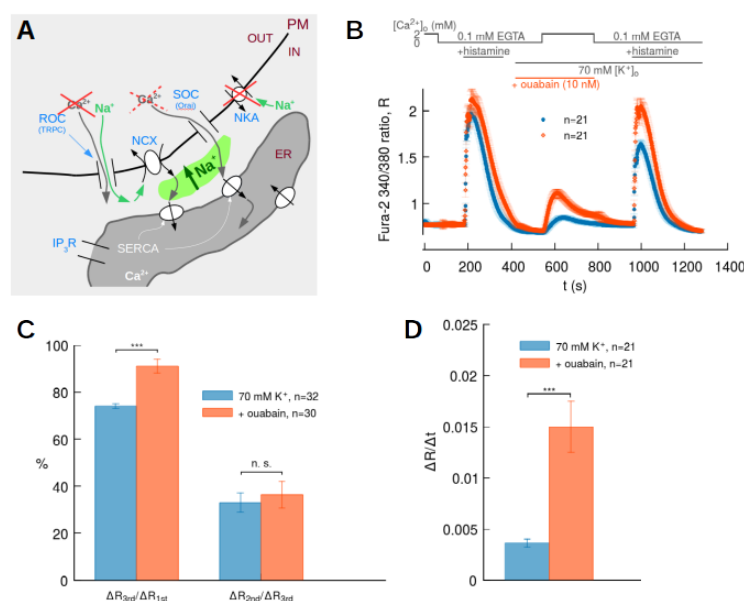 A
PM
OUT
IN
Ca²⁺
Na⁺
Ca²⁺
SOC
(Orai)
ROC
(TRPC)
NKA
Na⁺
NCX
ER
Na⁺
IP₃R
SERCA
Ca²⁺
B
[Ca²⁺]ₒ (mM)
2
0
0.1 mM EGTA
0.1 mM EGTA
+histamine
+histamine
70 mM [K⁺]ₒ
+ ouabain (10 nM)
n=21
n=21
Fura-2 340/380 ratio, R
2
1.5
1
0
200
400
600
800
1000
1200
1400
t (s)
C
100
80
60
40
20
0
%
***
n. s.
70 mM K⁺, n=32
+ ouabain, n=30
ΔR3rd/ΔR1st
ΔR2nd/ΔR3rd
D
0.025
0.02
0.015
0.01
0.005
0
ΔR/Δt
70 mM K⁺, n=21
+ ouabain, n=21
***